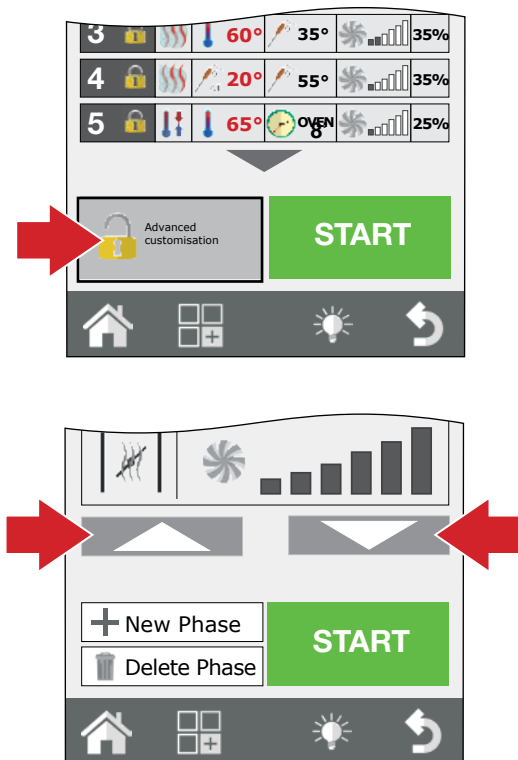 3 60° 35° 35%
4 20° 55° 35%
5 65° OVEN 8° 25%
Advanced
customisation
START
New Phase
Delete Phase
START